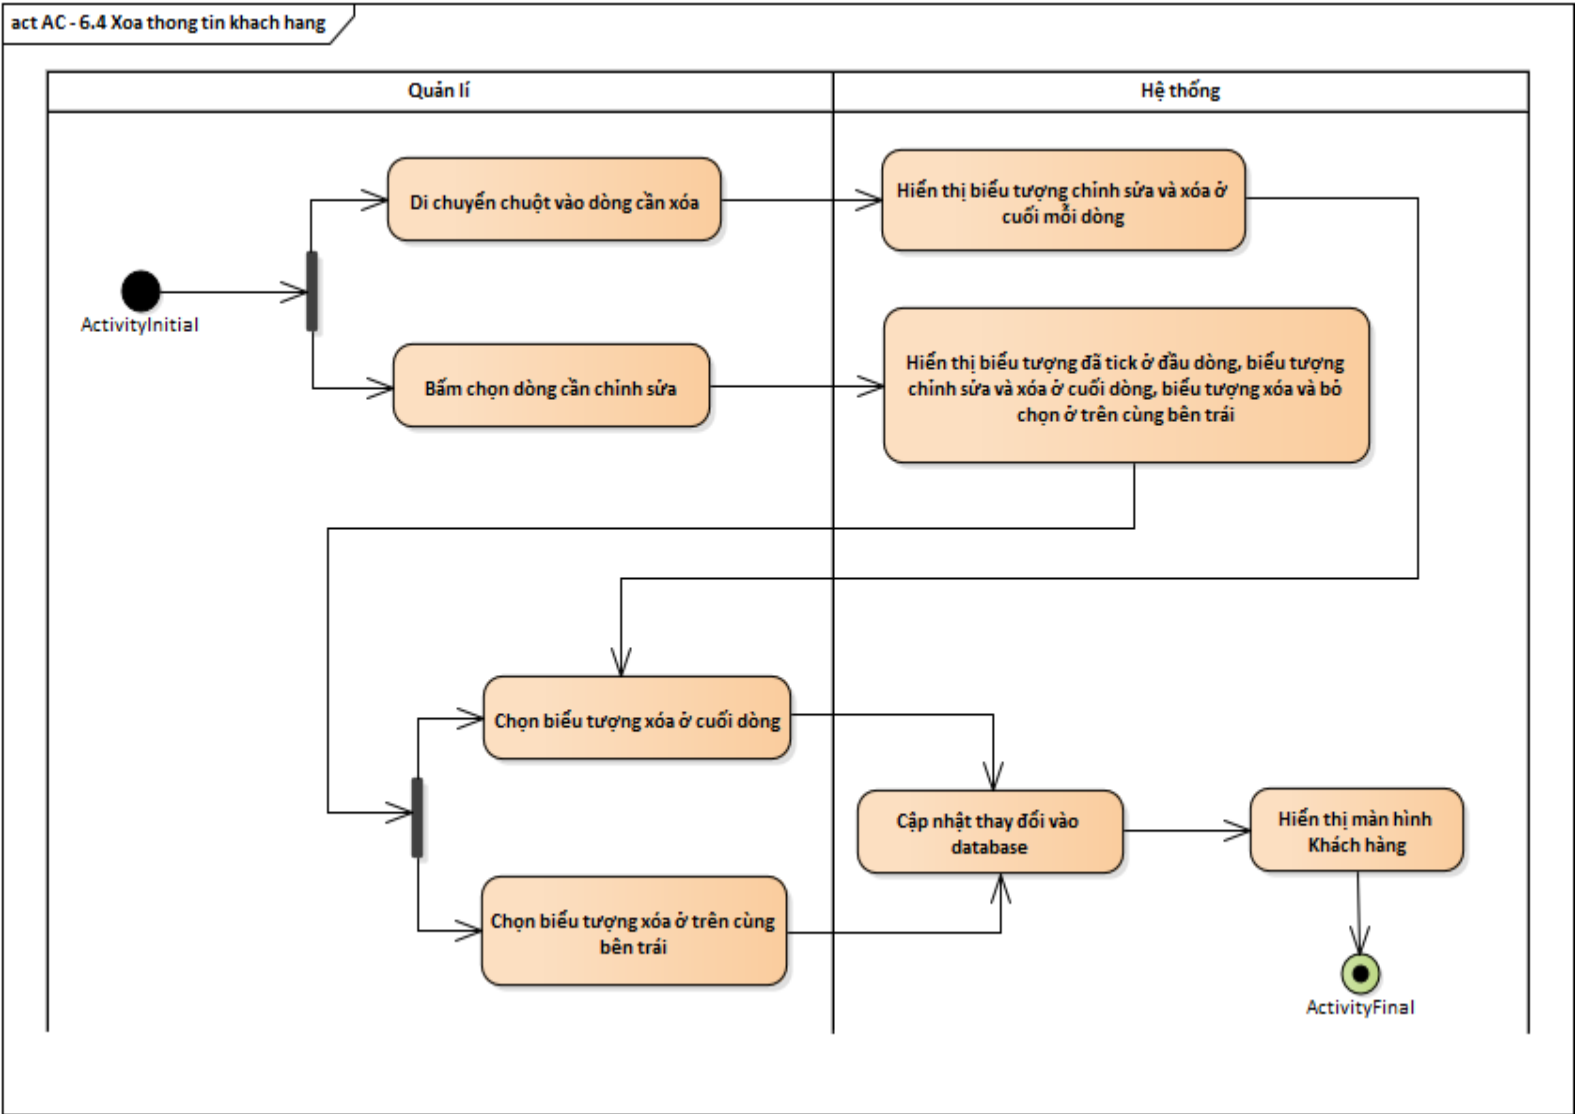 act AC - 6.4 Xoa thong tin khach hang
Quản lí
Hệ thống
Di chuyển chuột vào dòng cần xóa
Hiển thị biểu tượng chỉnh sửa và xóa ở
cuối mỗi dòng
ActivityInitial
Bấm chọn dòng cần chỉnh sửa
Hiển thị biểu tượng đã tick ở đầu dòng, biểu tượng
chỉnh sửa và xóa ở cuối dòng, biểu tượng xóa và bỏ
chọn ở trên cùng bên trái
Chọn biểu tượng xóa ở cuối dòng
Cập nhật thay đổi vào
database
Hiển thị màn hình
Khách hàng
Chọn biểu tượng xóa ở trên cùng
bên trái
ActivityFinal